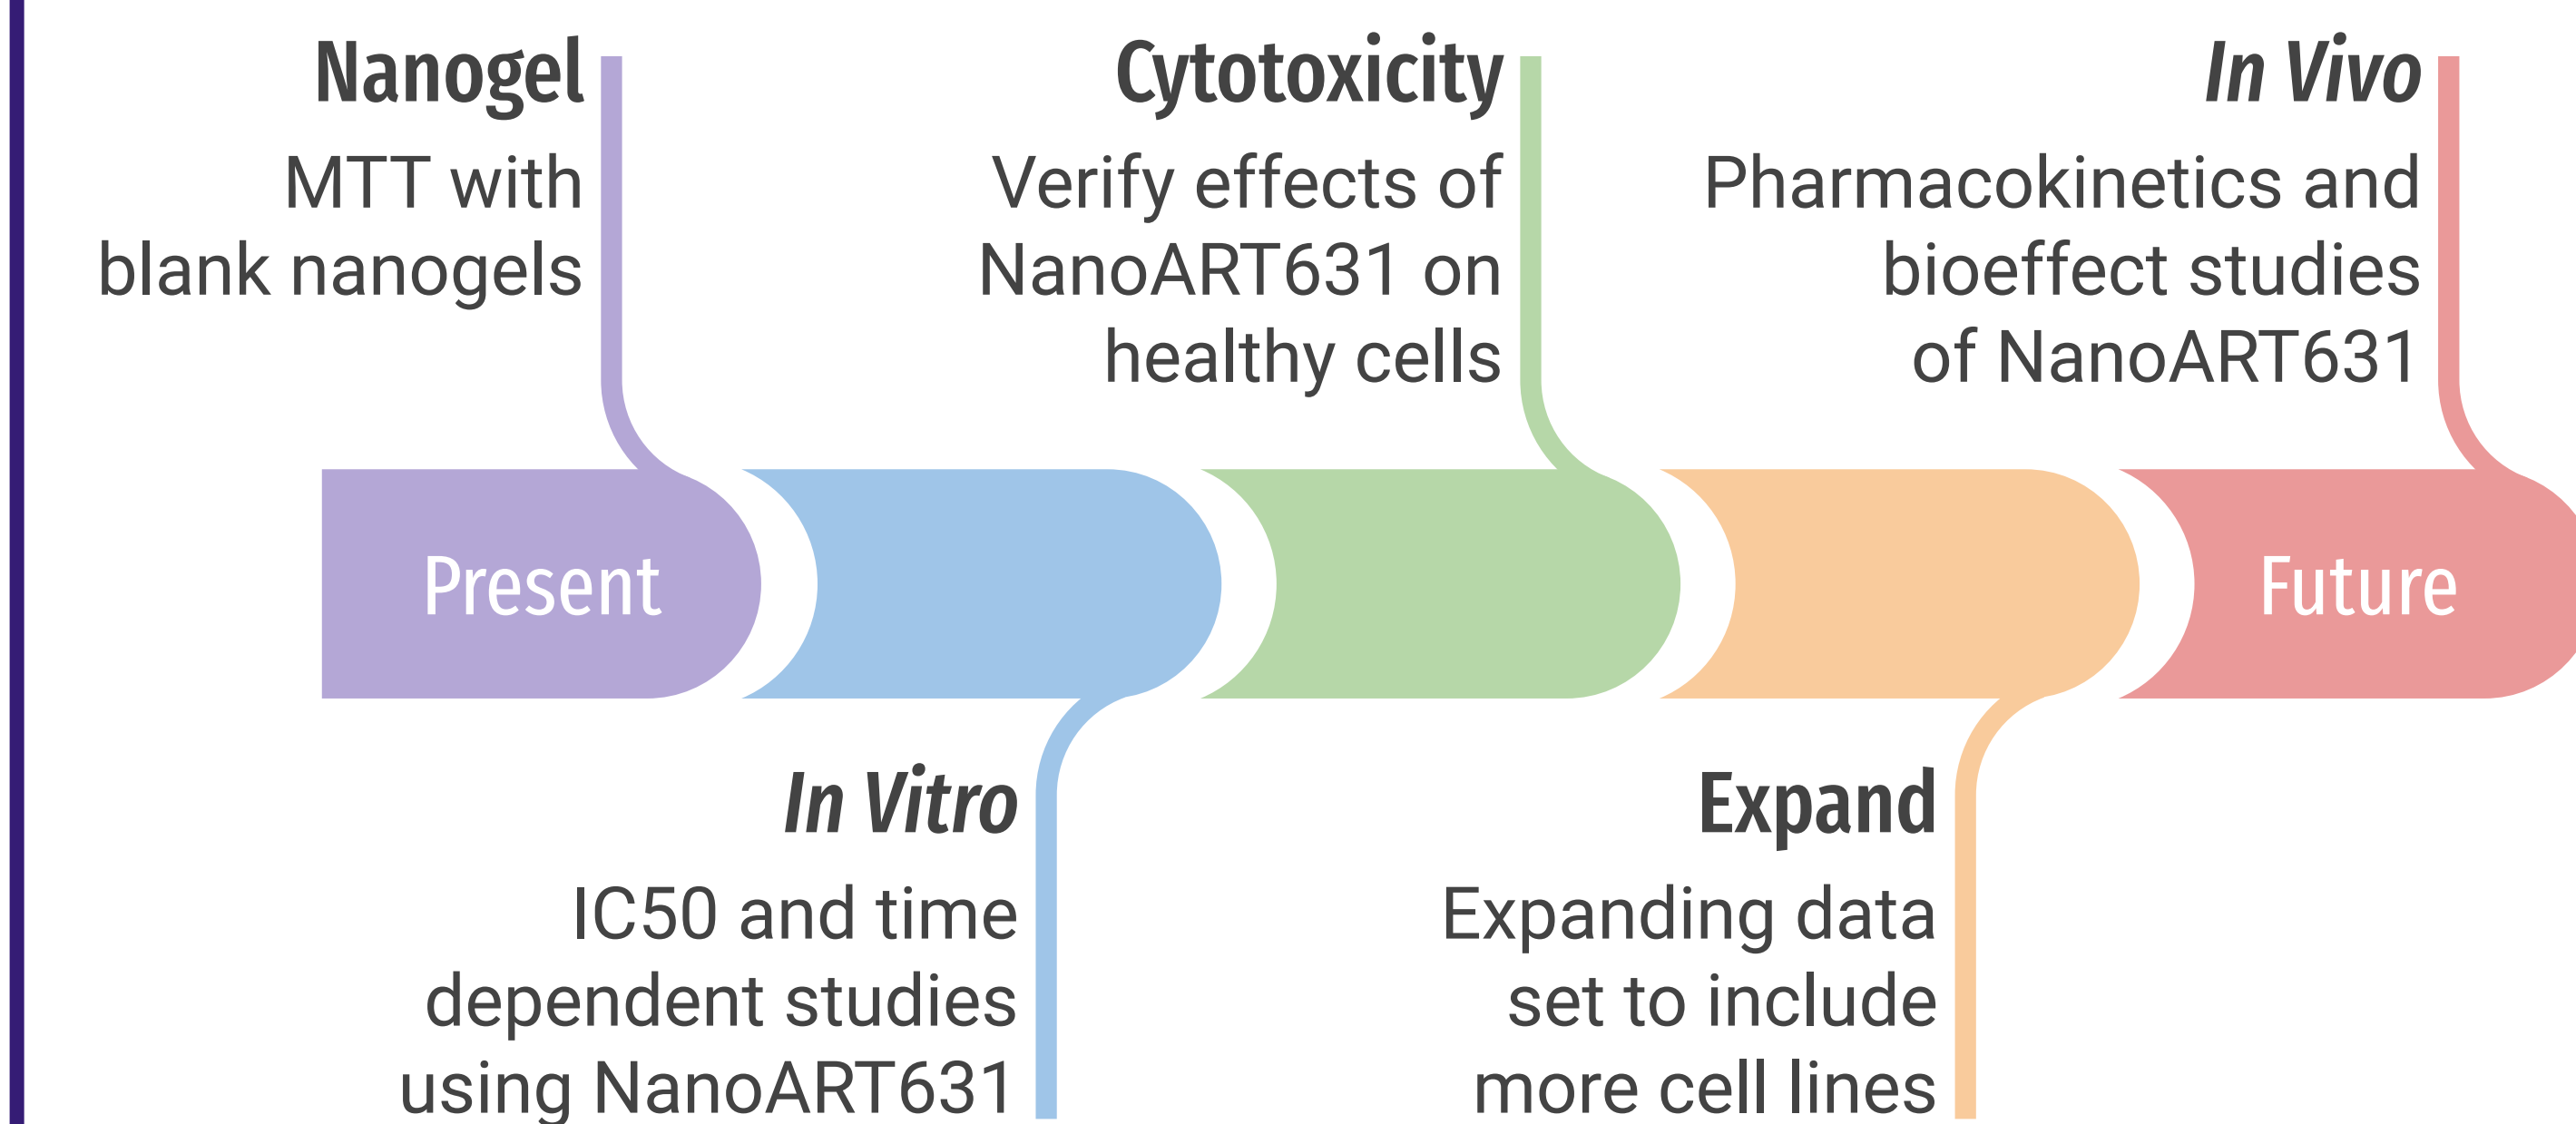 Nanogel
MTT with
blank nanogels
Cytotoxicity
Verify effects of
NanoART631 on
healthy cells
In Vivo
Pharmacokinetics and
bioeffect studies
of NanoART631
Present
Future
In Vitro
IC50 and time
dependent studies
using NanoART631
Expand
Expanding data
set to include
more cell lines